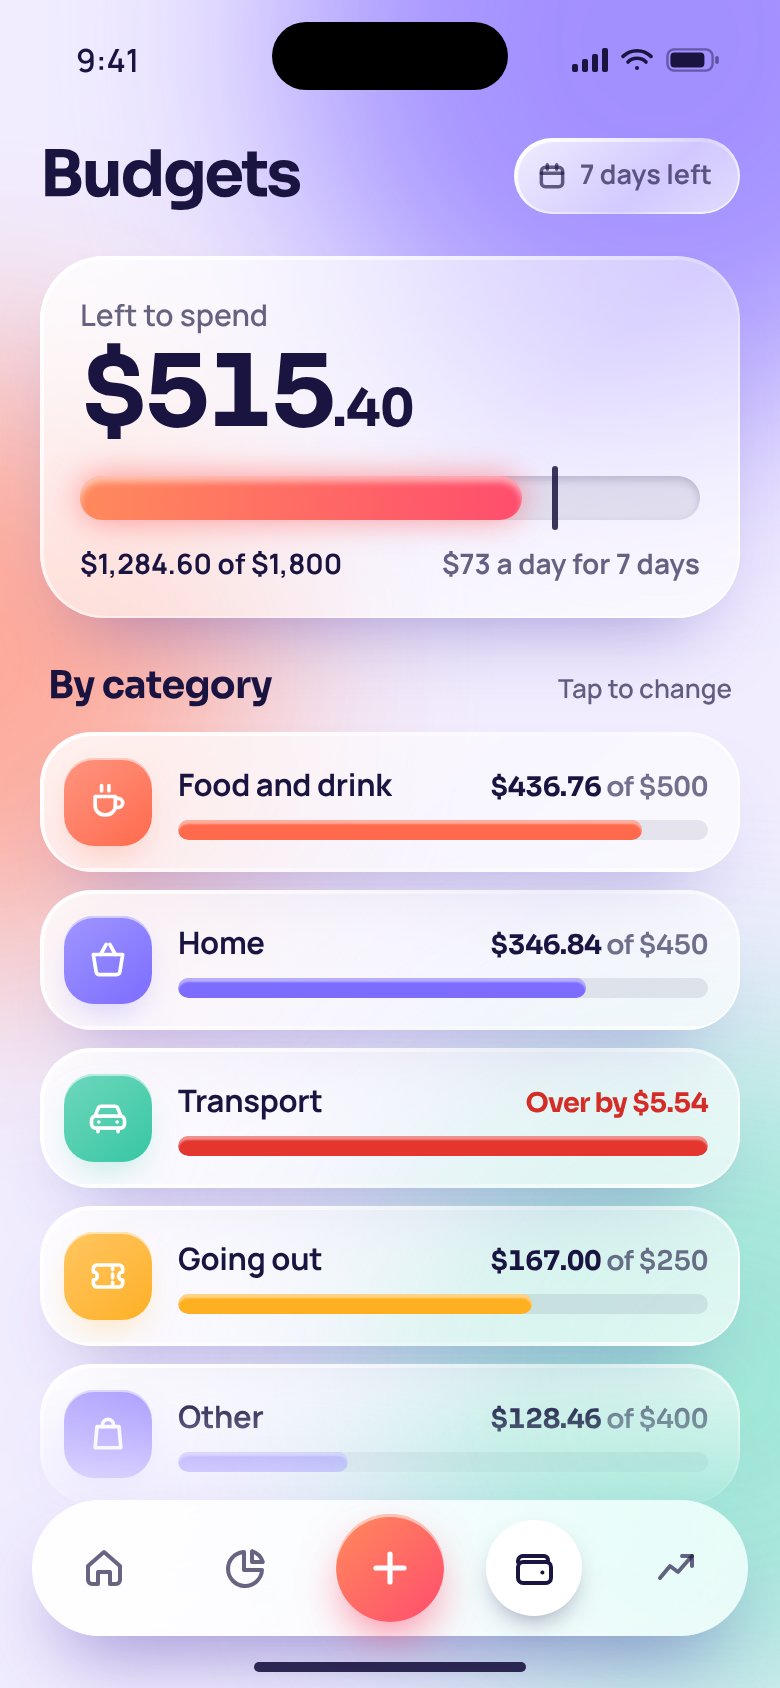 9:41
Budgets
7 days left
Left to spend
$515.40
$1,284.60 of $1,800
$73 a day for 7 days
By category
Tap to change
Food and drink
$436.76 of $500
Home
$346.84 of $450
Transport
Over by $5.54
Going out
$167.00 of $250
Other
$128.46 of $400